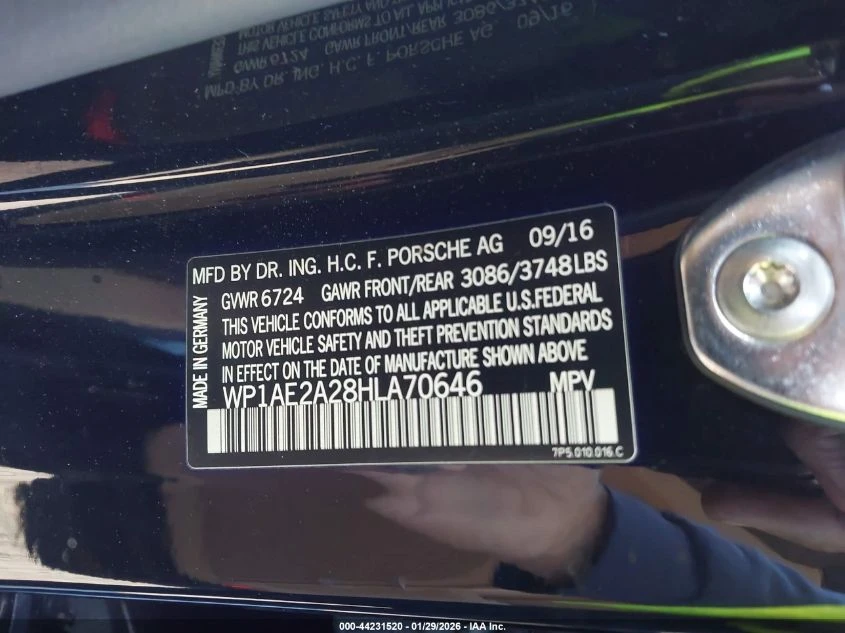 MFD BY DR. ING. H.C. F. PORSCHE AG 09/16
GVWR 6724 GAWR FRONT/REAR 3086/3748LBS
THIS VEHICLE CONFORMS TO ALL APPLICABLE U.S.FEDERAL
MOTOR VEHICLE SAFETY AND THEFT PREVENTION STANDARDS
IN EFFECT ON THE DATE OF MANUFACTURE SHOWN ABOVE
WP1AE2A28HLA70646 MPV
MADE IN GERMANY
7P5.010.016.C
000-44231520 - 01/29/2026 - IAA Inc.